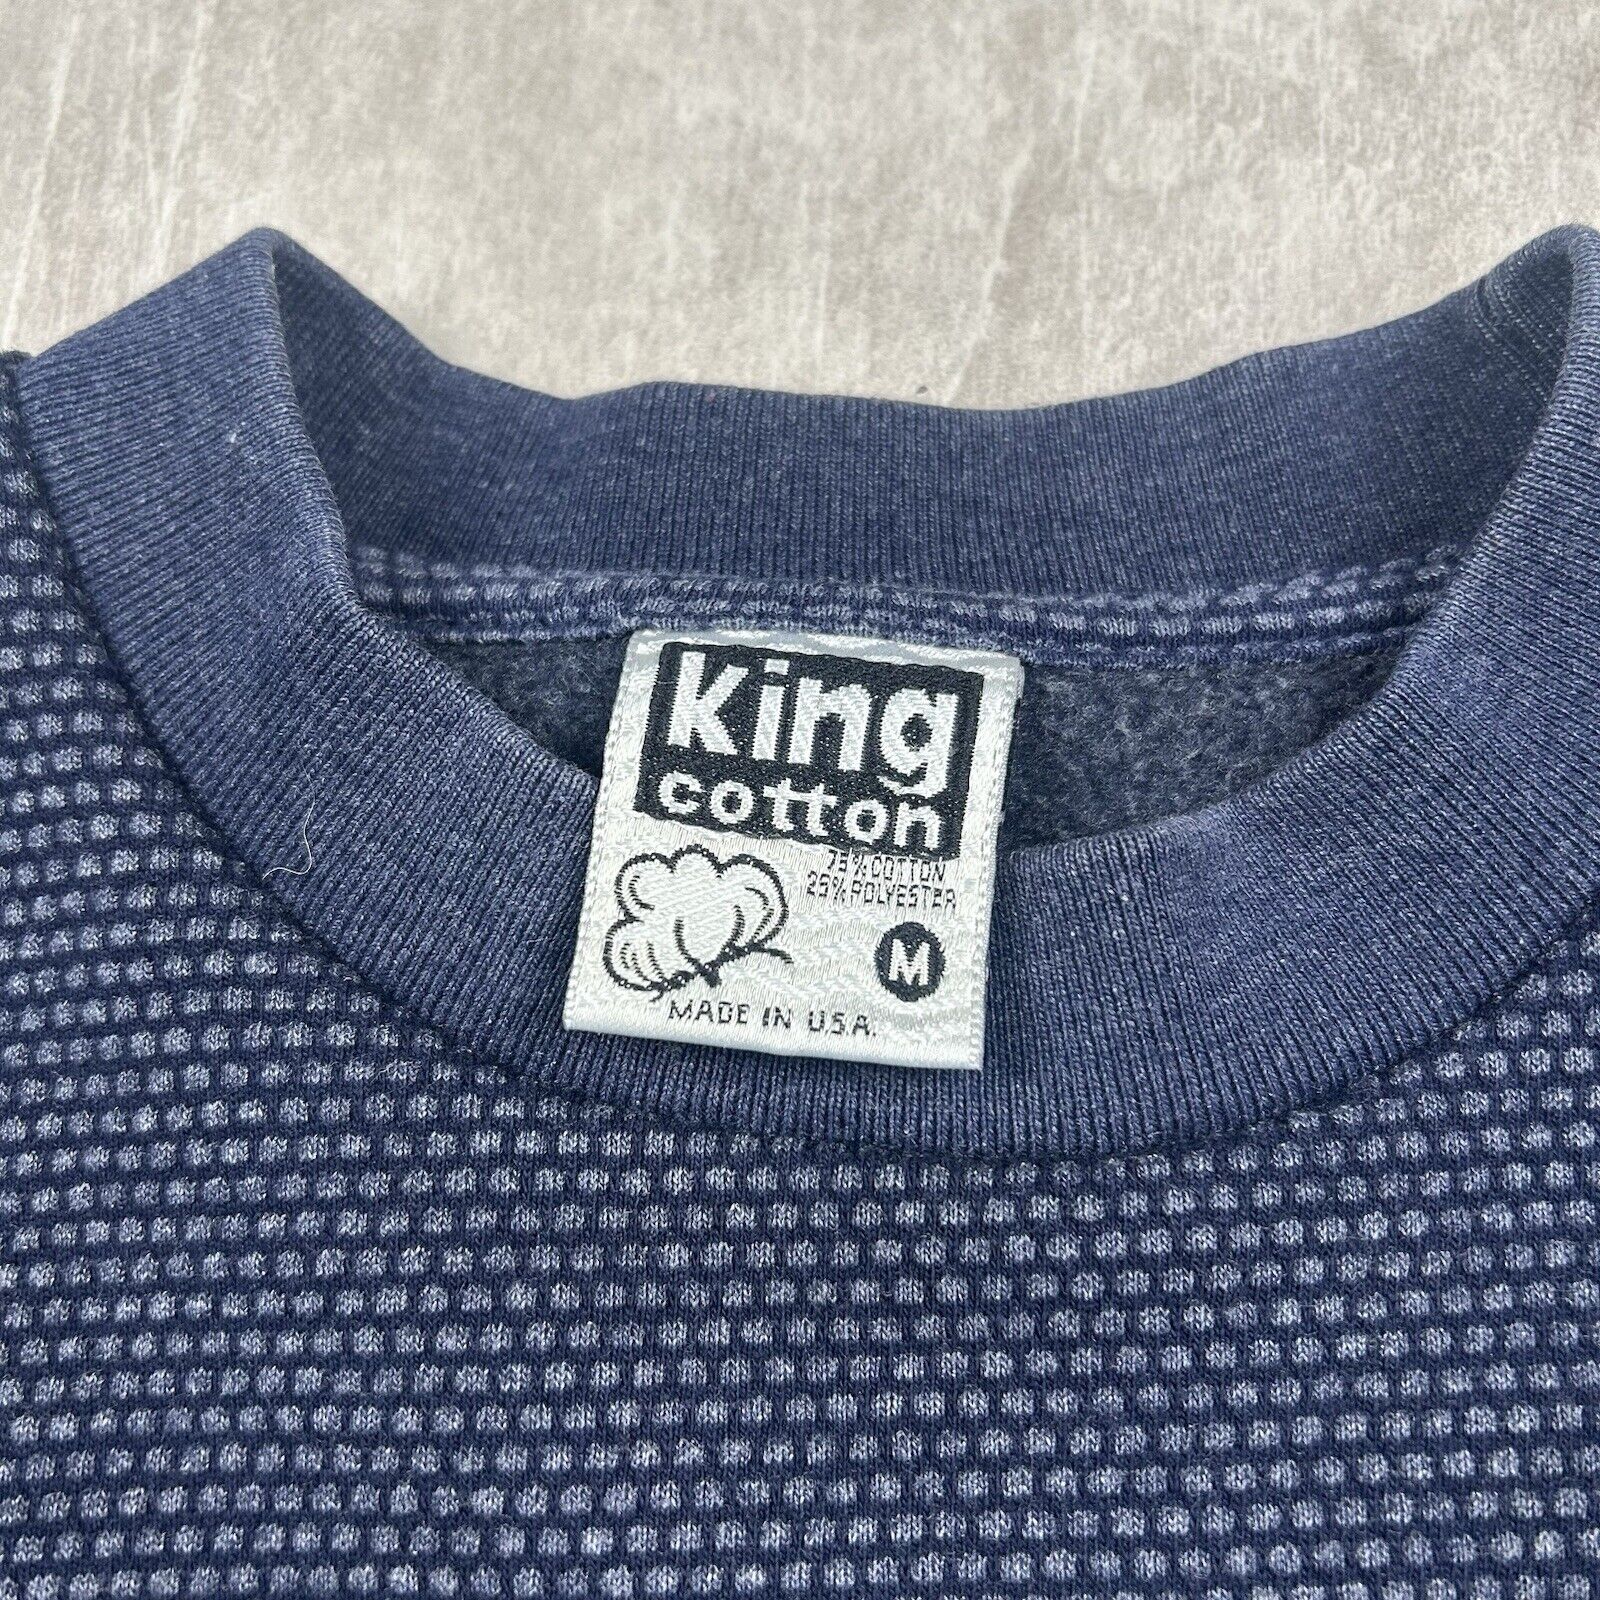 king
cotton
75% COTTON
25% POLYESTER
M
MADE IN U.S.A.